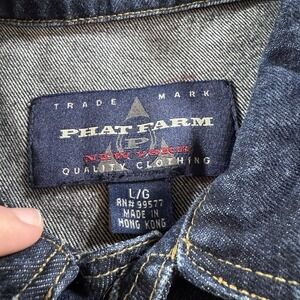 TRADE MARK
PHAT FARM
P
NEW YORK
QUALITY CLOTHING
L/G
RN# 99577
MADE IN
HONG KONG